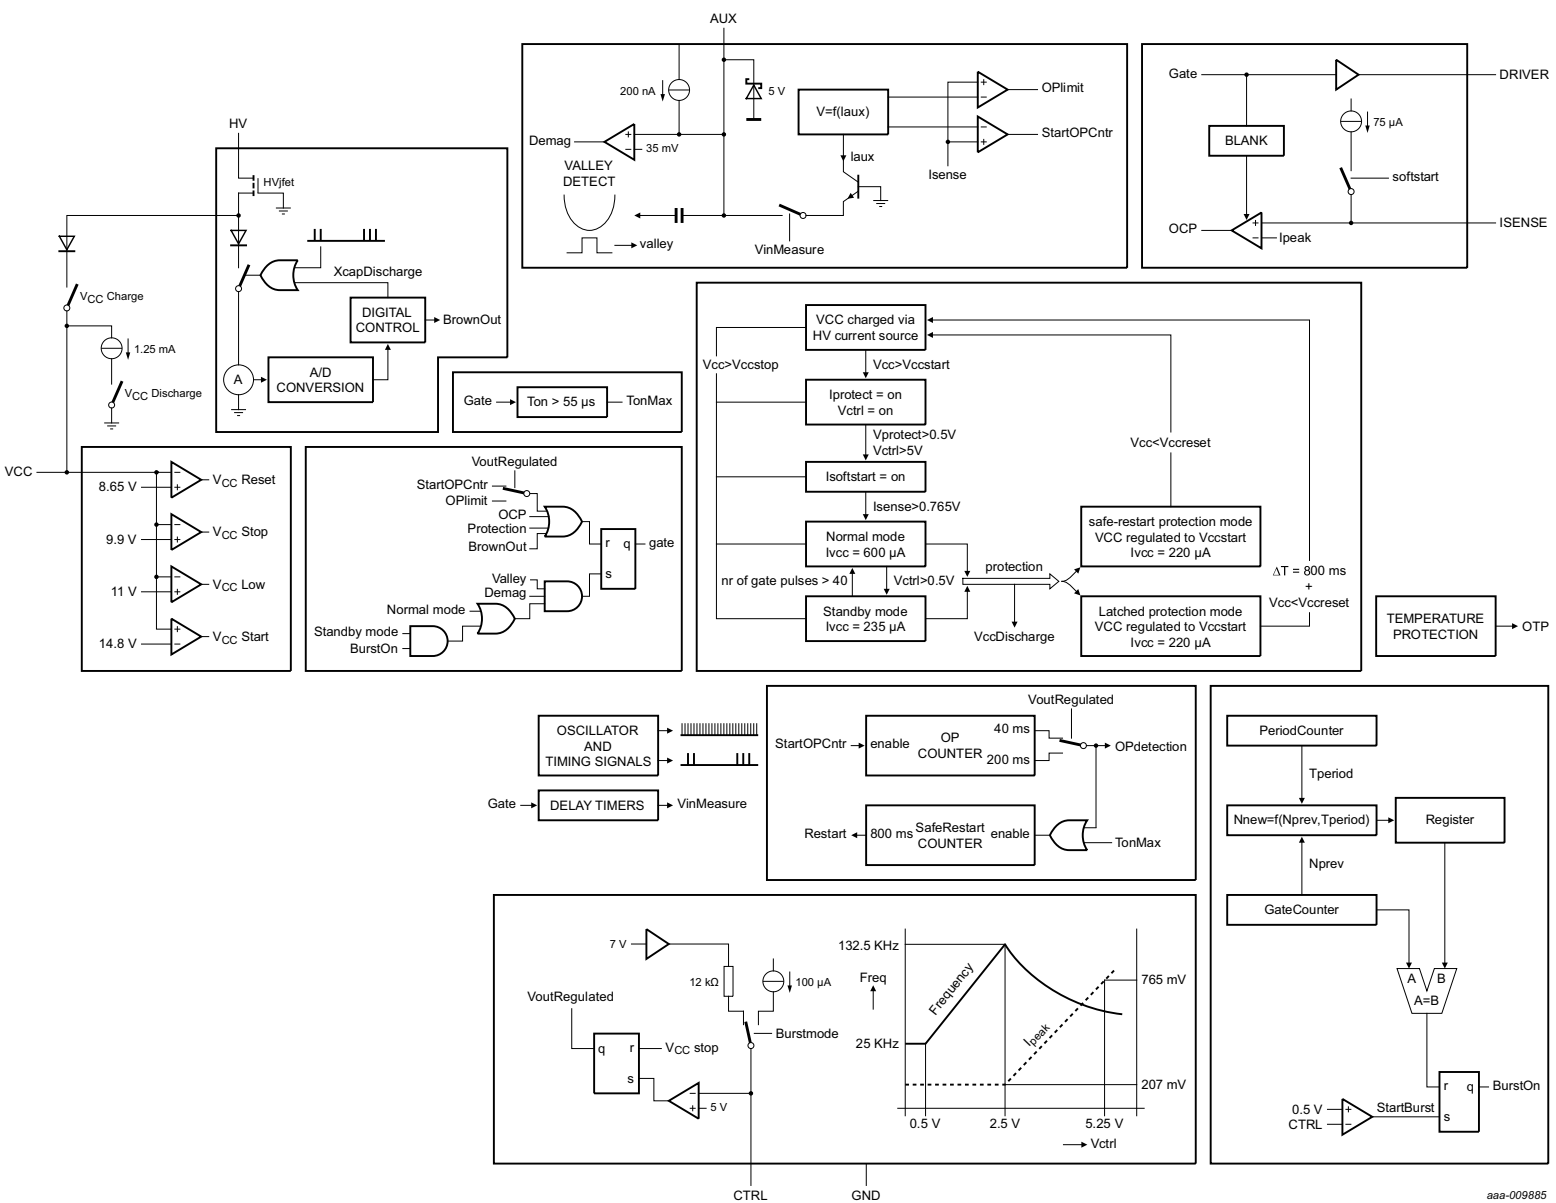 AUX
200 nA
5 V
Demag
+
−
35 mV
VALLEY
DETECT
valley
V=f(Iaux)
Iaux
VinMeasure
+
−
OPlimit
−
+
StartOPCntr
Isense
Gate
DRIVER
BLANK
75 µA
softstart
OCP
+
−
Ipeak
ISENSE
HV
HVjfet
XcapDischarge
DIGITAL
CONTROL
BrownOut
A
A/D
CONVERSION
VCC Charge
1.25 mA
VCC Discharge
VCC
8.65 V
−
+
VCC Reset
9.9 V
−
+
VCC Stop
11 V
−
+
VCC Low
14.8 V
+
−
VCC Start
Gate
Ton > 55 µs
TonMax
VoutRegulated
StartOPCntr
OPlimit
OCP
Protection
BrownOut
r
q
gate
s
Valley
Demag
Normal mode
Standby mode
BurstOn
VCC charged via
HV current source
Vcc>Vccstop
Vcc>Vccstart
Iprotect = on
Vctrl = on
Vprotect>0.5V
Vctrl>5V
Isoftstart = on
Isense>0.765V
Normal mode
Ivcc = 600 µA
nr of gate pulses > 40
Vctrl>0.5V
Standby mode
Ivcc = 235 µA
protection
VccDischarge
Vcc<Vccreset
safe-restart protection mode
VCC regulated to Vccstart
Ivcc = 220 µA
Latched protection mode
VCC regulated to Vccstart
Ivcc = 220 µA
ΔT = 800 ms
+
Vcc<Vccreset
TEMPERATURE
PROTECTION
OTP
OSCILLATOR
AND
TIMING SIGNALS
Gate
DELAY TIMERS
VinMeasure
VoutRegulated
StartOPCntr
enable
OP
COUNTER
40 ms
200 ms
OPdetection
Restart
800 ms
SafeRestart
COUNTER
enable
TonMax
PeriodCounter
Tperiod
Nnew=f(Nprev,Tperiod)
Register
Nprev
GateCounter
A
B
A=B
r
q
BurstOn
s
0.5 V
CTRL
+
−
StartBurst
7 V
12 kΩ
100 µA
VoutRegulated
Burstmode
q
r
VCC stop
s
−
+
5 V
132.5 KHz
Freq
25 KHz
Frequency
Ipeak
765 mV
207 mV
0.5 V
2.5 V
5.25 V
Vctrl
CTRL
GND
aaa-009885